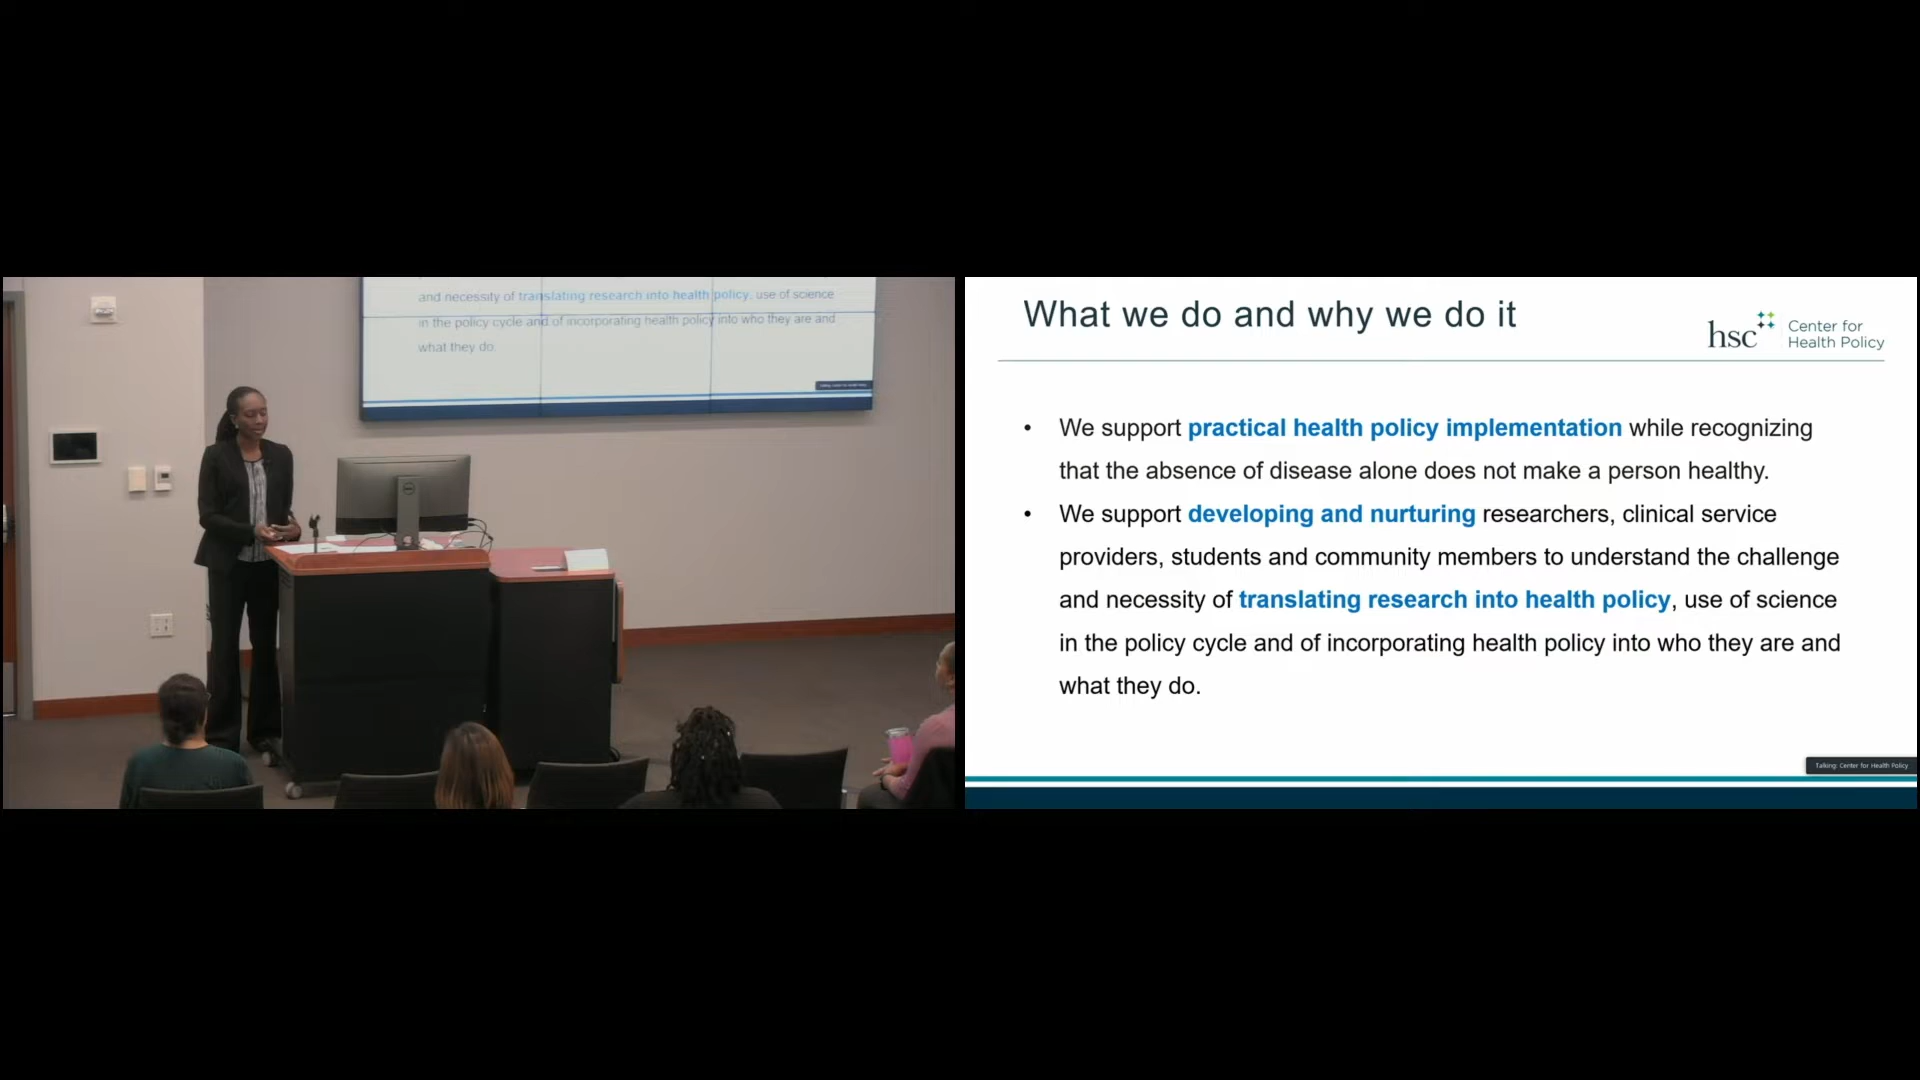 and necessity of translating research into health policy, use of science
in the policy cycle and of incorporating health policy into who they are and
what they do.
What we do and why we do it
hsc Center for
Health Policy
• We support practical health policy implementation while recognizing
that the absence of disease alone does not make a person healthy.
• We support developing and nurturing researchers, clinical service
providers, students and community members to understand the challenge
and necessity of translating research into health policy, use of science
in the policy cycle and of incorporating health policy into who they are and
what they do.
Talking: Center for Health Policy